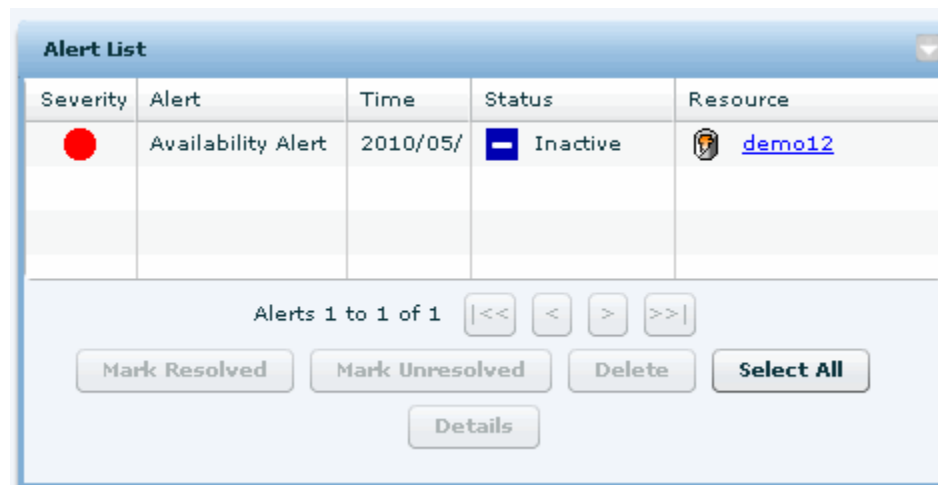 Alert List
Severity Alert Time Status Resource
Availability Alert 2010/05/ Inactive demo12
Alerts 1 to 1 of 1 |<< < > >>|
Mark Resolved Mark Unresolved Delete Select All
Details